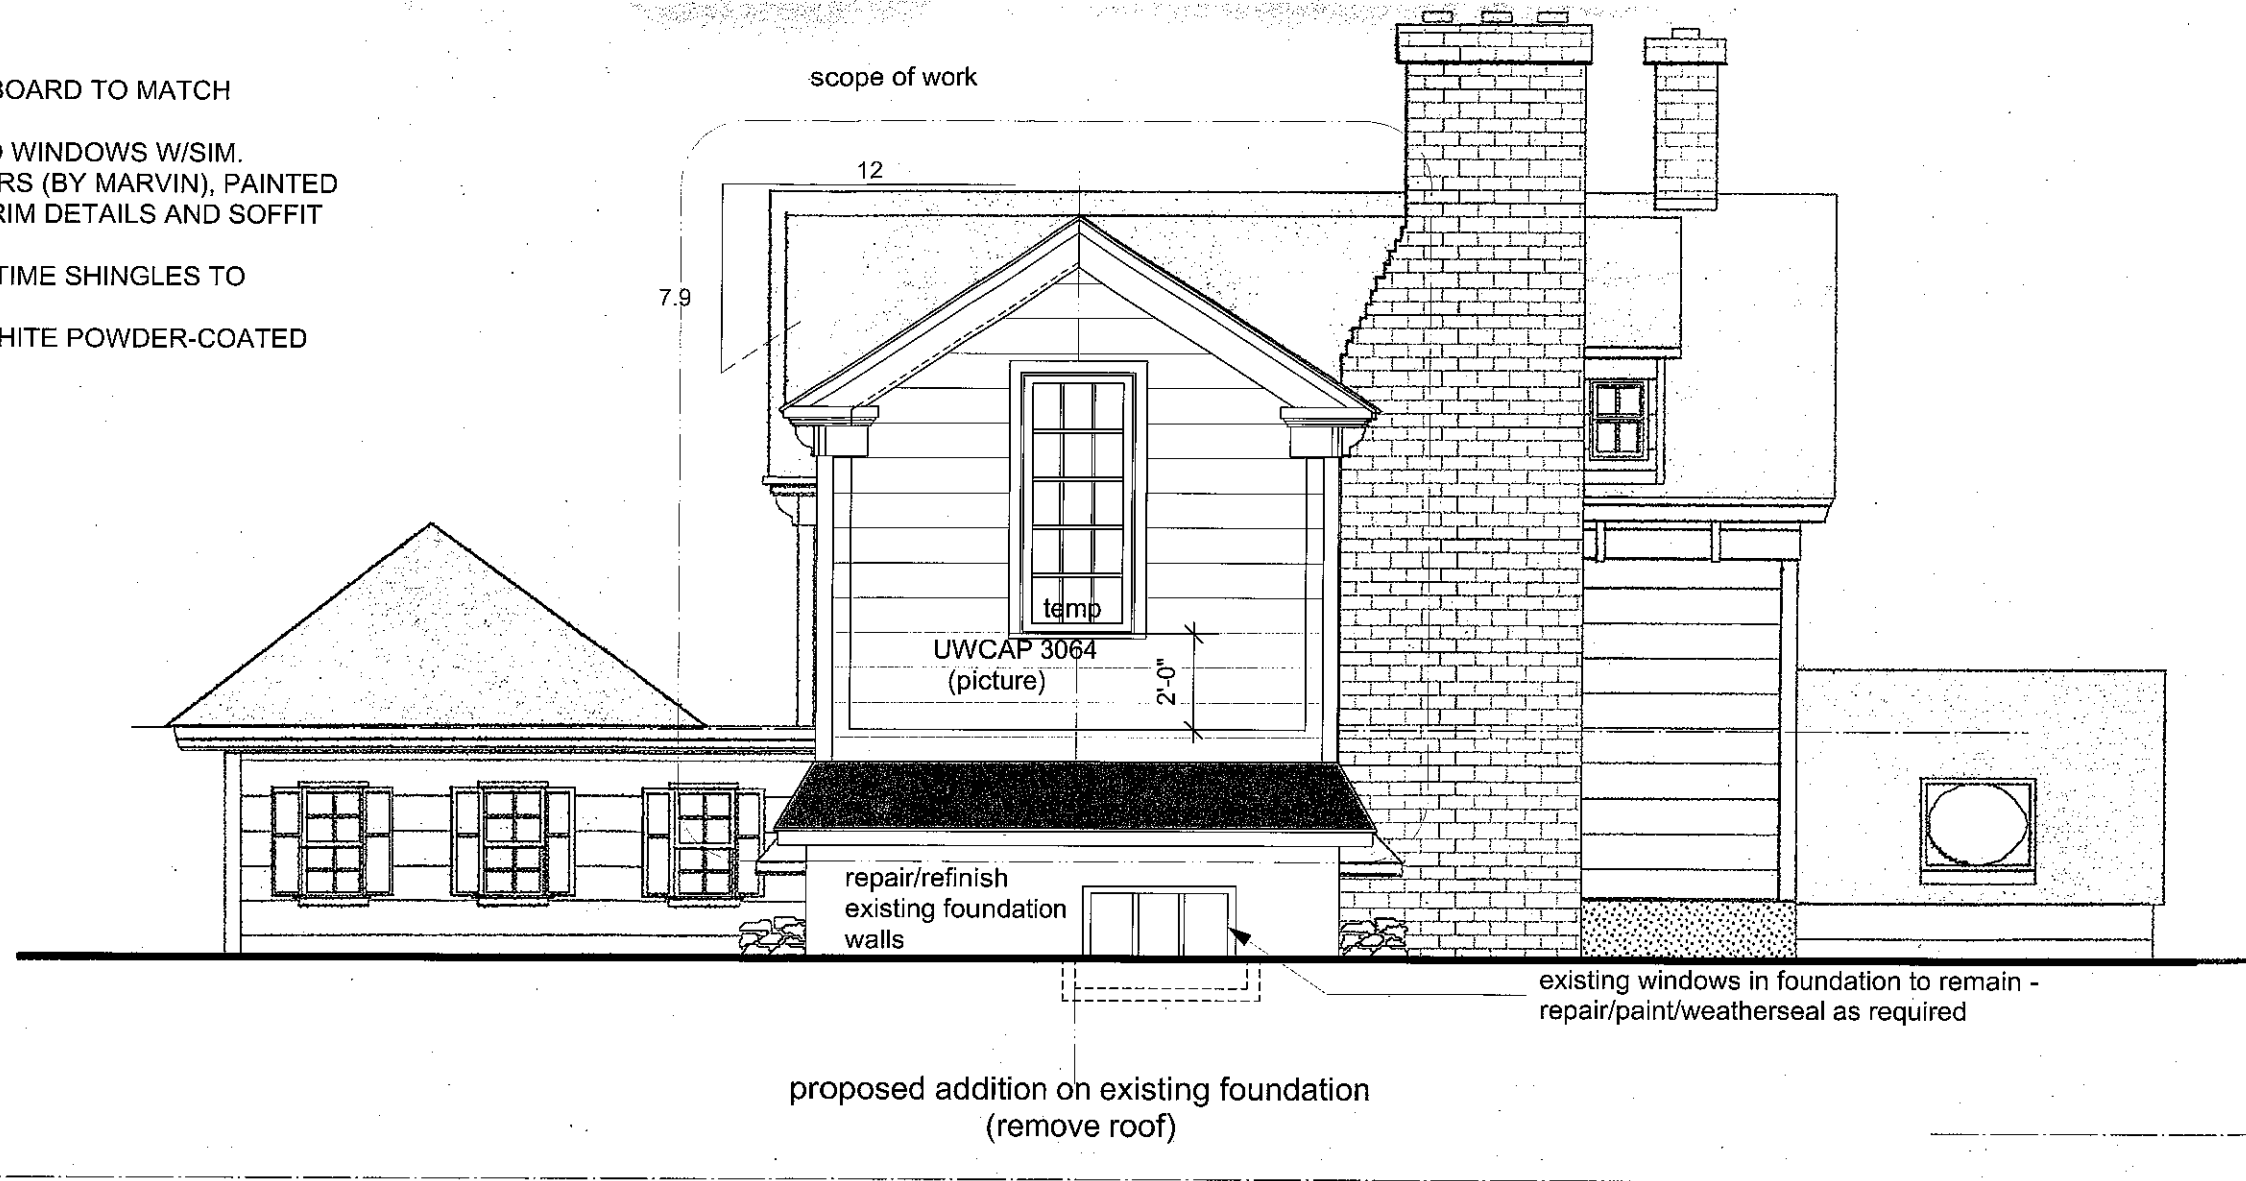 BOARD TO MATCH
WINDOWS W/SIM.
RS (BY MARVIN), PAINTED
RIM DETAILS AND SOFFIT
TIME SHINGLES TO
HITE POWDER-COATED
scope of work
12
7.9
temp
UWCAP 3064
(picture)
2'-0"
repair/refinish
existing foundation
walls
existing windows in foundation to remain -
repair/paint/weatherseal as required
proposed addition on existing foundation
(remove roof)